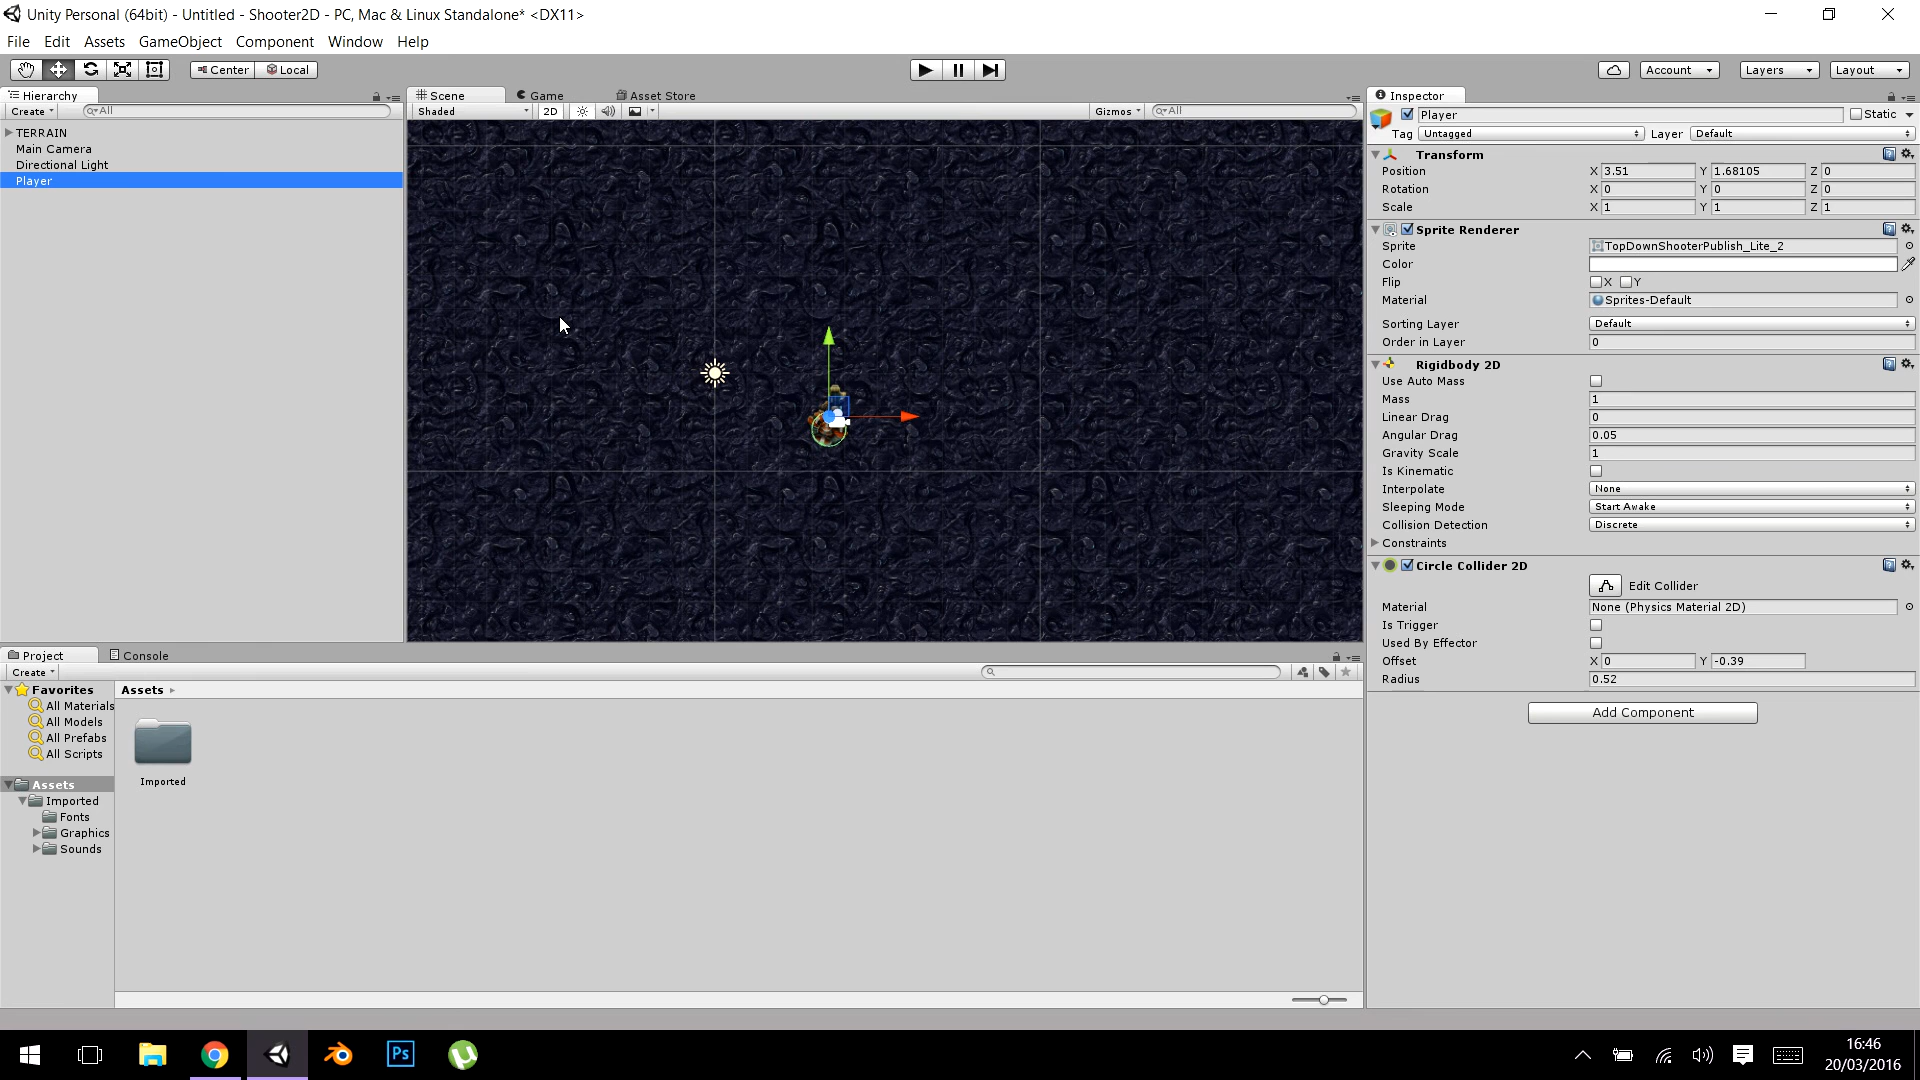 Unity Personal (64bit) - Untitled - Shooter2D - PC, Mac & Linux Standalone* <DX11>
File Edit Assets GameObject Component Window Help
Center Local Account Layers Layout
Hierarchy
Create All
TERRAIN
Main Camera
Directional Light
Player
Scene Game Asset Store
Shaded 2D Gizmos All
Inspector
Player Static
Tag Untagged Layer Default
Transform
Position X 3.51 Y 1.68105 Z 0
Rotation X 0 Y 0 Z 0
Scale X 1 Y 1 Z 1
Sprite Renderer
Sprite TopDownShooterPublish_Lite_2
Color
Flip X Y
Material Sprites-Default
Sorting Layer Default
Order in Layer 0
Rigidbody 2D
Use Auto Mass
Mass 1
Linear Drag 0
Angular Drag 0.05
Gravity Scale 1
Is Kinematic
Interpolate None
Sleeping Mode Start Awake
Collision Detection Discrete
Constraints
Circle Collider 2D
Edit Collider
Material None (Physics Material 2D)
Is Trigger
Used By Effector
Offset X 0 Y -0.39
Radius 0.52
Add Component
Project Console
Create
Favorites
All Materials
All Models
All Prefabs
All Scripts
Assets
Imported
Fonts
Graphics
Sounds
Assets
Imported
Ps
16:46
20/03/2016